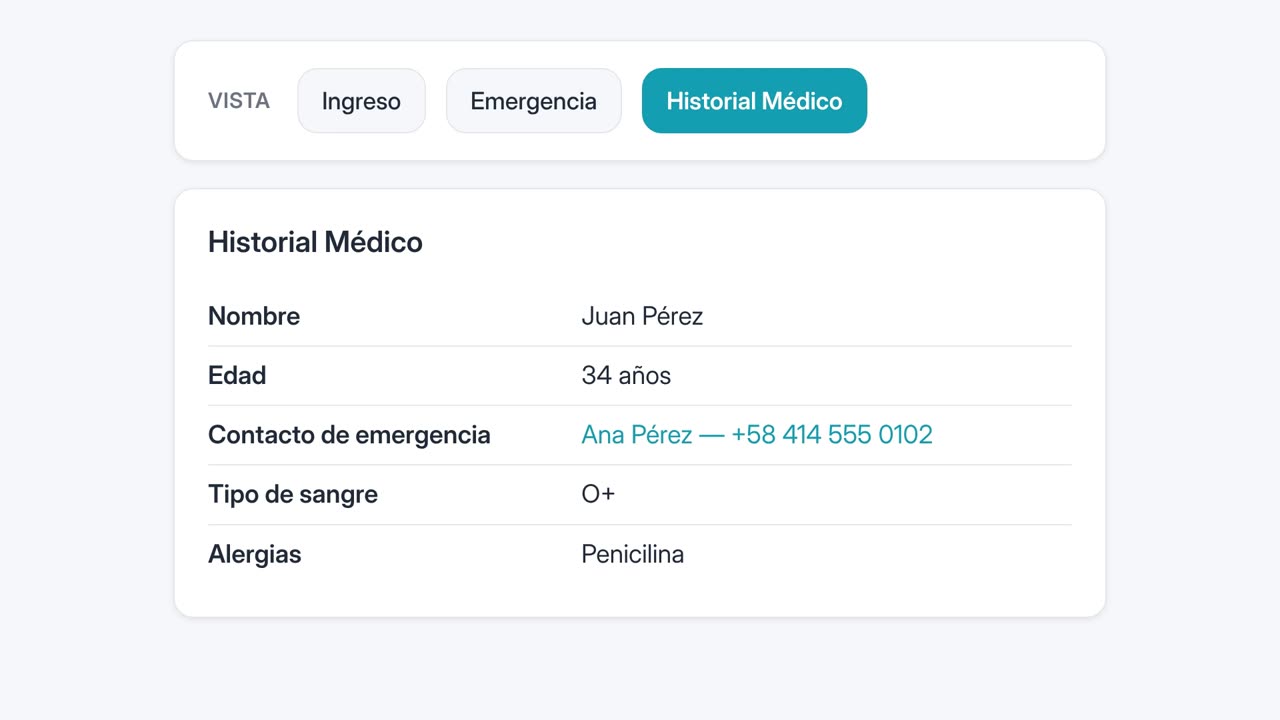 VISTA Ingreso Emergencia Historial Médico
Historial Médico
Nombre Juan Pérez
Edad 34 años
Contacto de emergencia Ana Pérez — +58 414 555 0102
Tipo de sangre O+
Alergias Penicilina